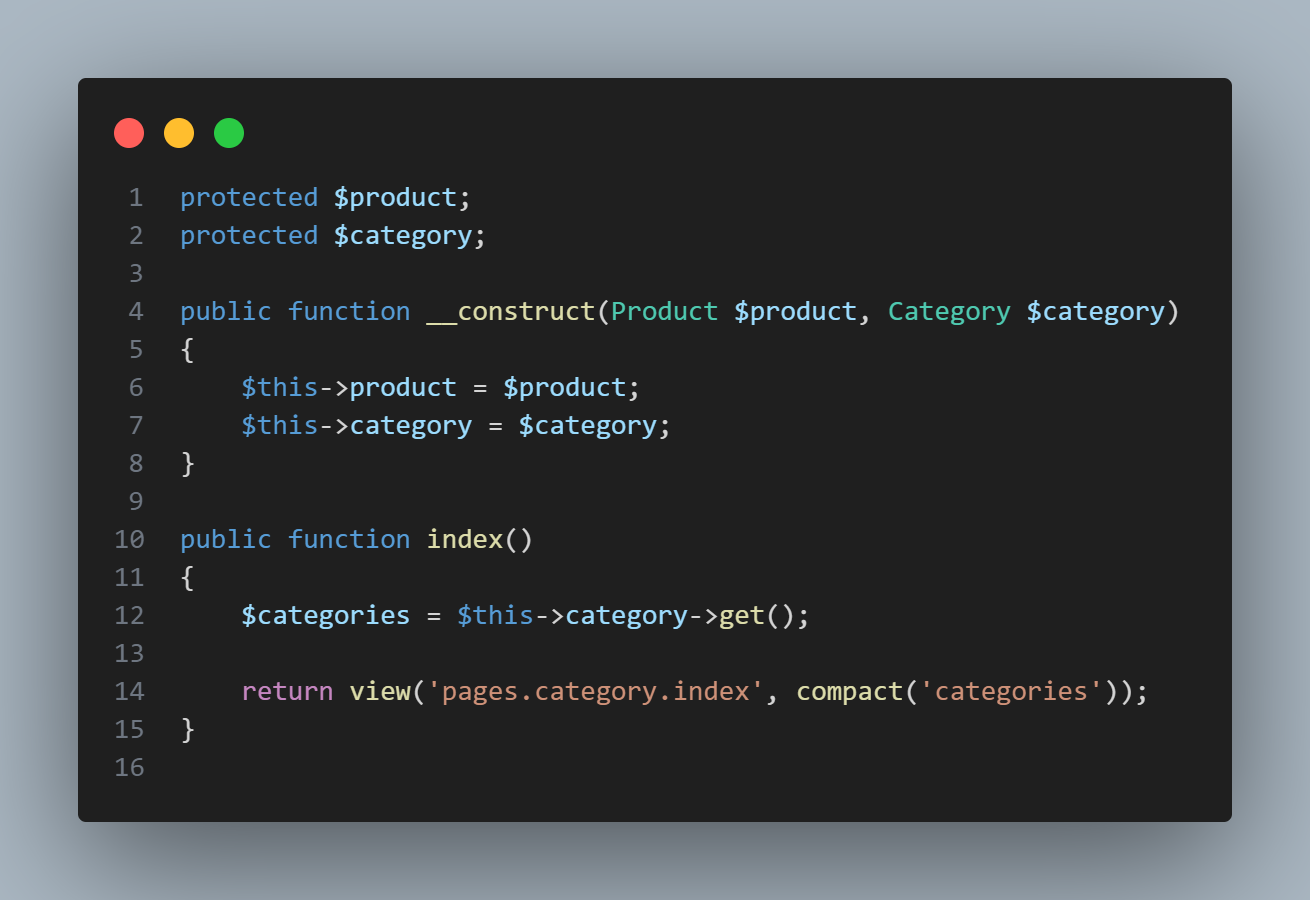 1 protected $product;
2 protected $category;
3
4 public function __construct(Product $product, Category $category)
5 {
6     $this->product = $product;
7     $this->category = $category;
8 }
9
10 public function index()
11 {
12     $categories = $this->category->get();
13
14     return view('pages.category.index', compact('categories'));
15 }
16